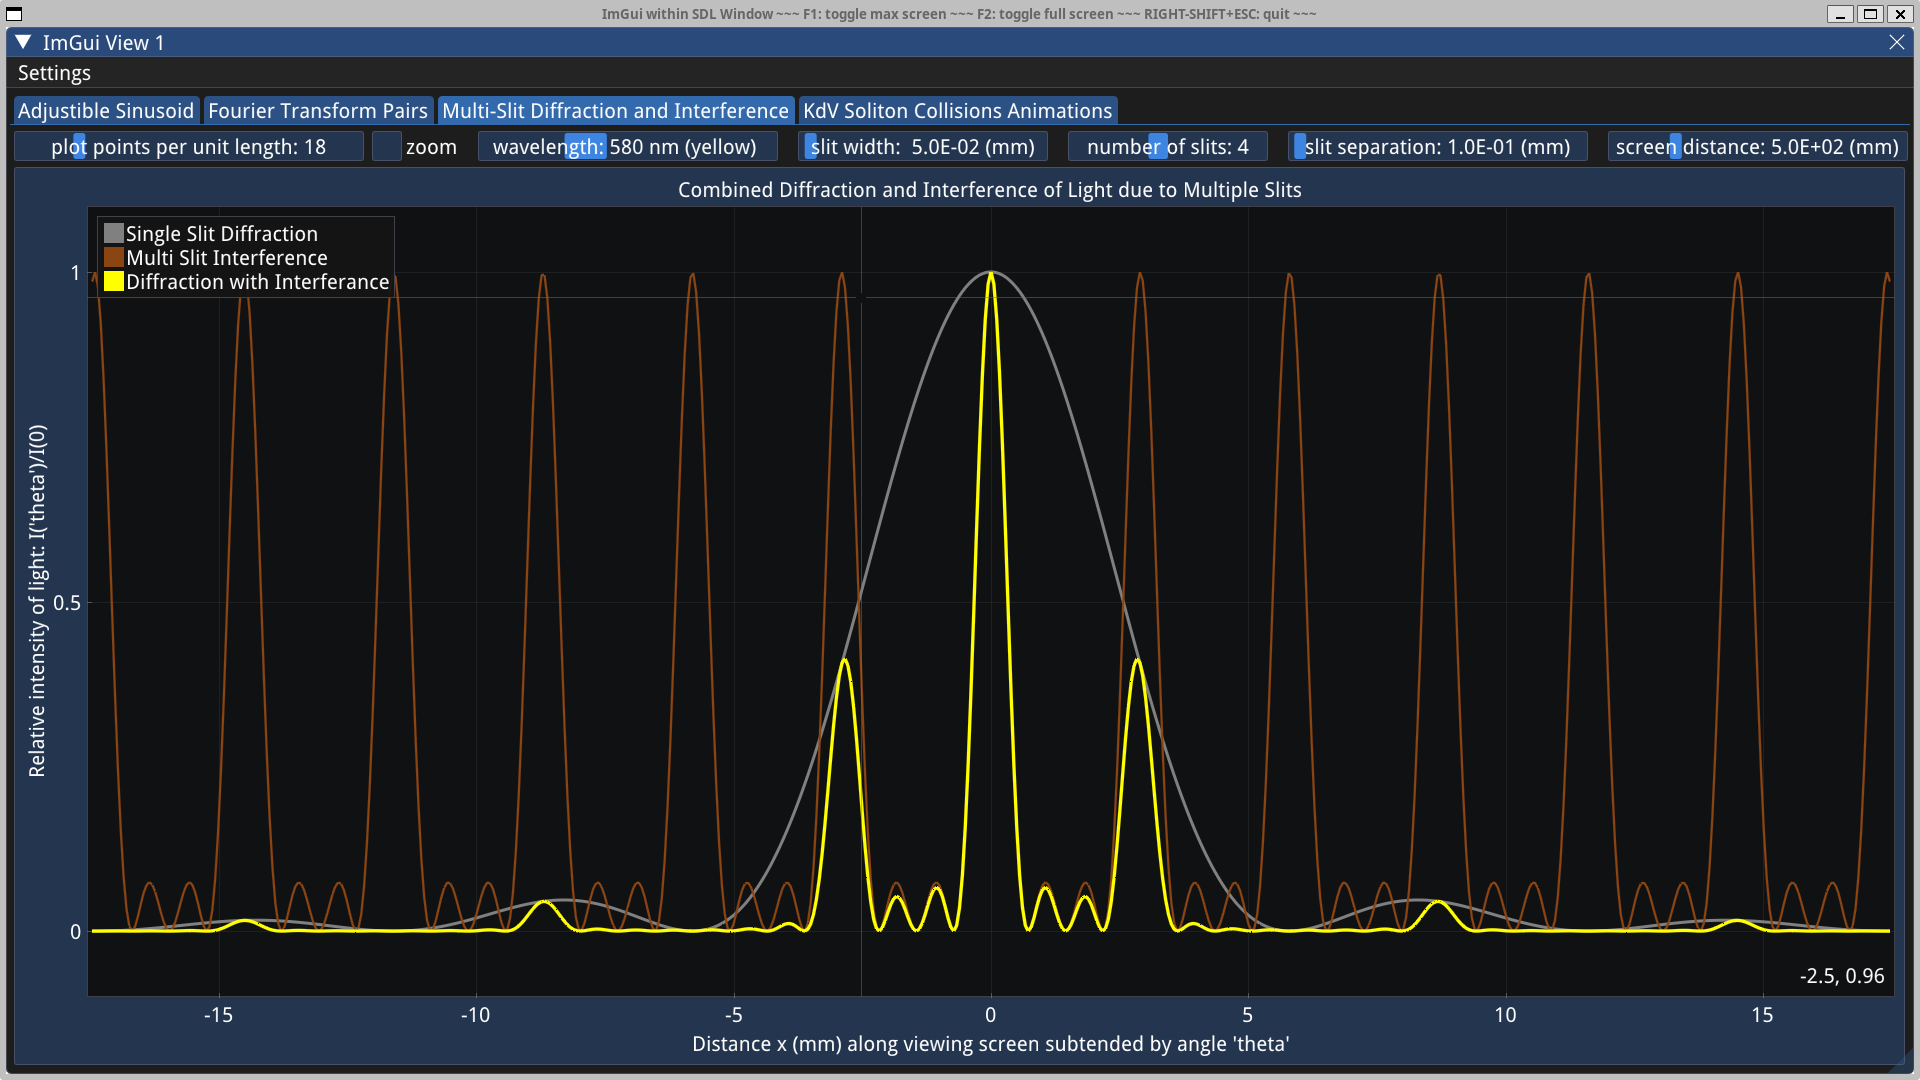 ImGui within SDL Window ~~~ F1: toggle max screen ~~~ F2: toggle full screen ~~~ RIGHT-SHIFT+ESC: quit ~~~
ImGui View 1
Settings
Adjustible Sinusoid Fourier Transform Pairs Multi-Slit Diffraction and Interference KdV Soliton Collisions Animations
plot points per unit length: 18 zoom wavelength: 580 nm (yellow) slit width: 5.0E-02 (mm) number of slits: 4 slit separation: 1.0E-01 (mm) screen distance: 5.0E+02 (mm)
Combined Diffraction and Interference of Light due to Multiple Slits
Single Slit Diffraction
Multi Slit Interference
Diffraction with Interferance
Relative intensity of light: I('theta')/I(0)
1
0.5
0
-2.5, 0.96
-15 -10 -5 0 5 10 15
Distance x (mm) along viewing screen subtended by angle 'theta'